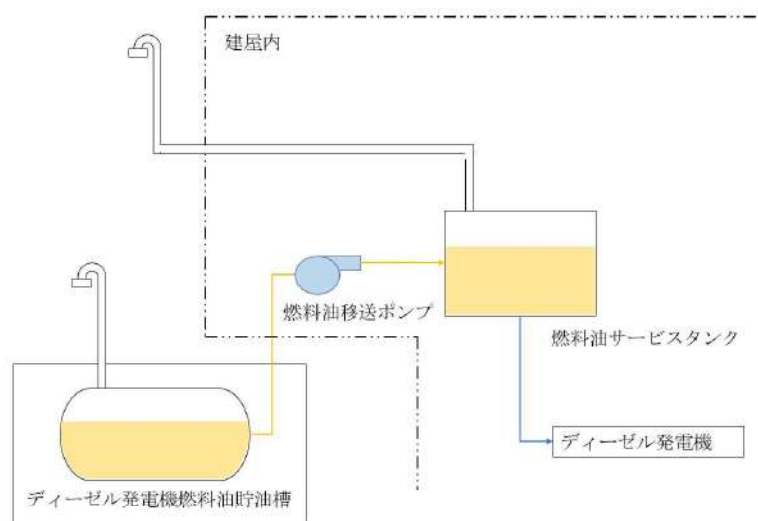 建屋内
燃料油移送ポンプ
燃料油サービスタンク
ディーゼル発電機
ディーゼル発電機燃料油貯油槽